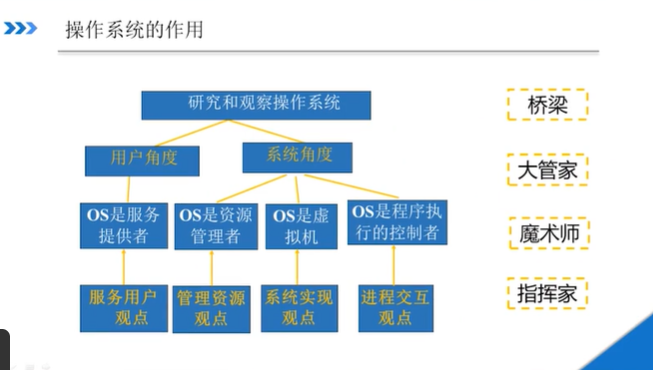 操作系统的作用
研究和观察操作系统
用户角度
系统角度
OS是服务
提供者
OS是资源
管理者
OS是虚
拟机
OS是程序执
行的控制者
服务用户
观点
管理资源
观点
系统实现
观点
进程交互
观点
桥梁
大管家
魔术师
指挥家